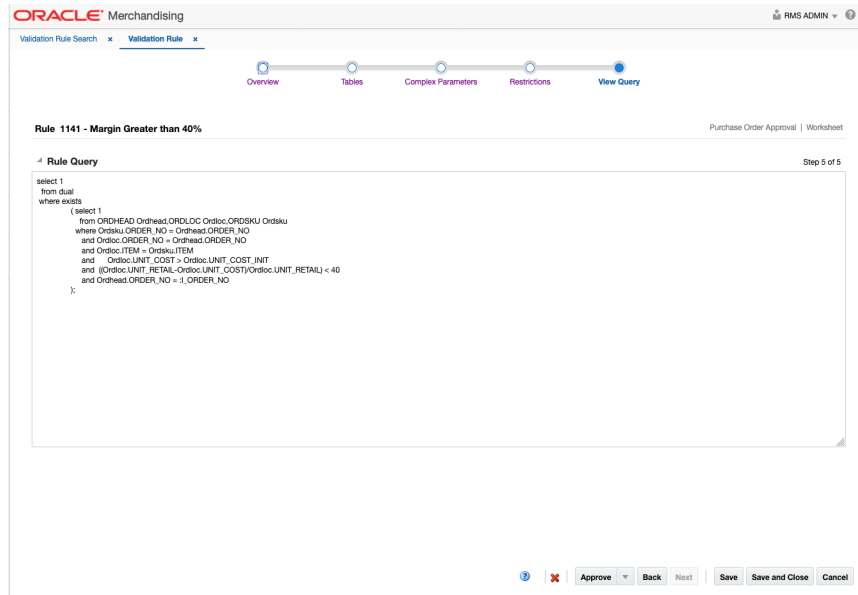 ORACLE® Merchandising
RMS ADMIN
Validation Rule Search x Validation Rule x
Overview Tables Complex Parameters Restrictions View Query
Rule 1141 - Margin Greater than 40%
Purchase Order Approval | Worksheet
Rule Query
Step 5 of 5
select 1
from dual
where exists
( select 1
from ORDHEAD Ordhead,ORDLOC Ordloc,ORDSKU Ordsku
where Ordsku.ORDER_NO = Ordhead.ORDER_NO
and Ordloc.ORDER_NO = Ordhead.ORDER_NO
and Ordloc.ITEM = Ordsku.ITEM
and Ordloc.UNIT_COST > Ordloc.UNIT_COST_INIT
and ((Ordloc.UNIT_RETAIL-Ordloc.UNIT_COST)/Ordloc.UNIT_RETAIL) < 40
and Ordhead.ORDER_NO = :I_ORDER_NO
);
Approve Back Next Save Save and Close Cancel